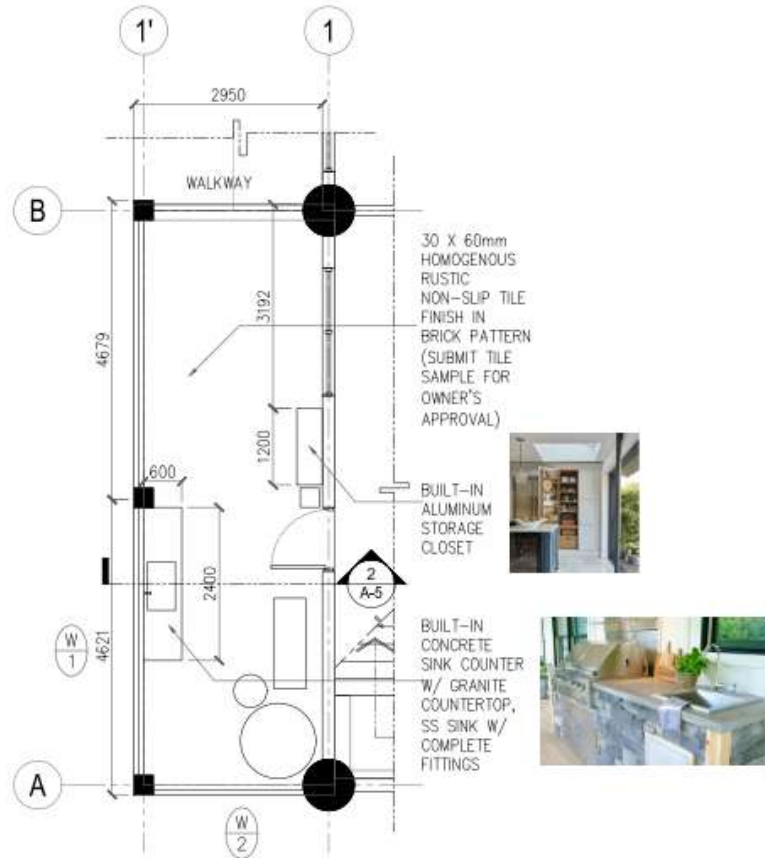 1'
1
2950
WALKWAY
B
4679
3192
30 X 60mm
HOMOGENOUS
RUSTIC
NON-SLIP TILE
FINISH IN
BRICK PATTERN
(SUBMIT TILE
SAMPLE FOR
OWNER'S
APPROVAL)
1200
600
BUILT-IN
ALUMINUM
STORAGE
CLOSET
2400
2
A-5
4621
W
1
BUILT-IN
CONCRETE
SINK COUNTER
W/ GRANITE
COUNTERTOP,
SS SINK W/
COMPLETE
FITTINGS
A
W
2